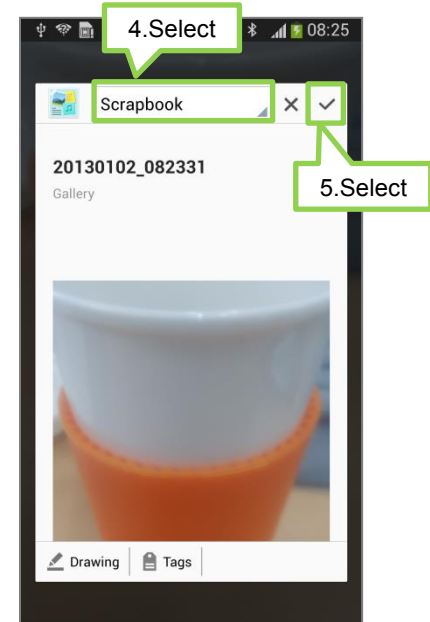 4.Select
08:25
Scrapbook
5.Select
20130102_082331
Gallery
Drawing
Tags